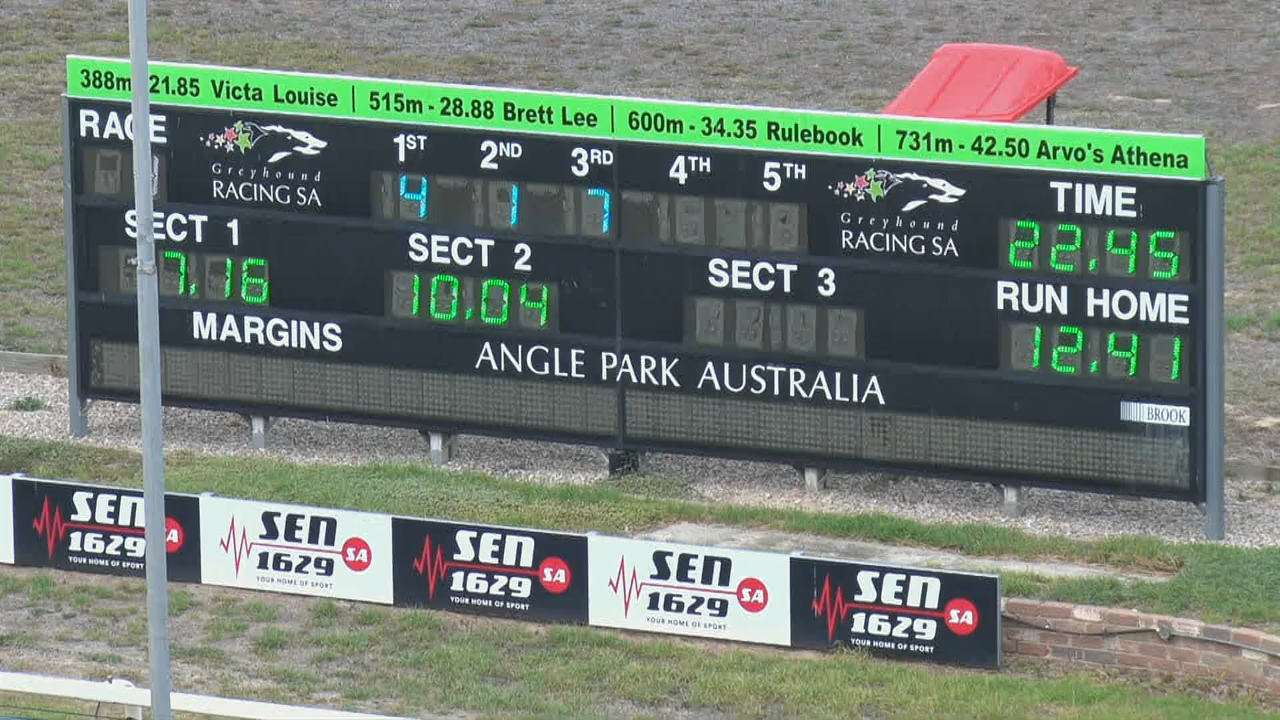 388m 21.85 Victa Louise | 515m - 28.88 Brett Lee | 600m - 34.35 Rulebook | 731m - 42.50 Arvo's Athena
RACE
Greyhound
RACING SA
1ST 2ND 3RD 4TH 5TH
4 1 7
Greyhound
RACING SA
TIME
22.45
SECT 1
7.16
SECT 2
10.04
SECT 3
RUN HOME
12.41
MARGINS
ANGLE PARK AUSTRALIA
BROOK
SEN
1629 SA
YOUR HOME OF SPORT
SEN
1629 SA
YOUR HOME OF SPORT
SEN
1629 SA
YOUR HOME OF SPORT
SEN
1629 SA
YOUR HOME OF SPORT
SEN
1629 SA
YOUR HOME OF SPORT